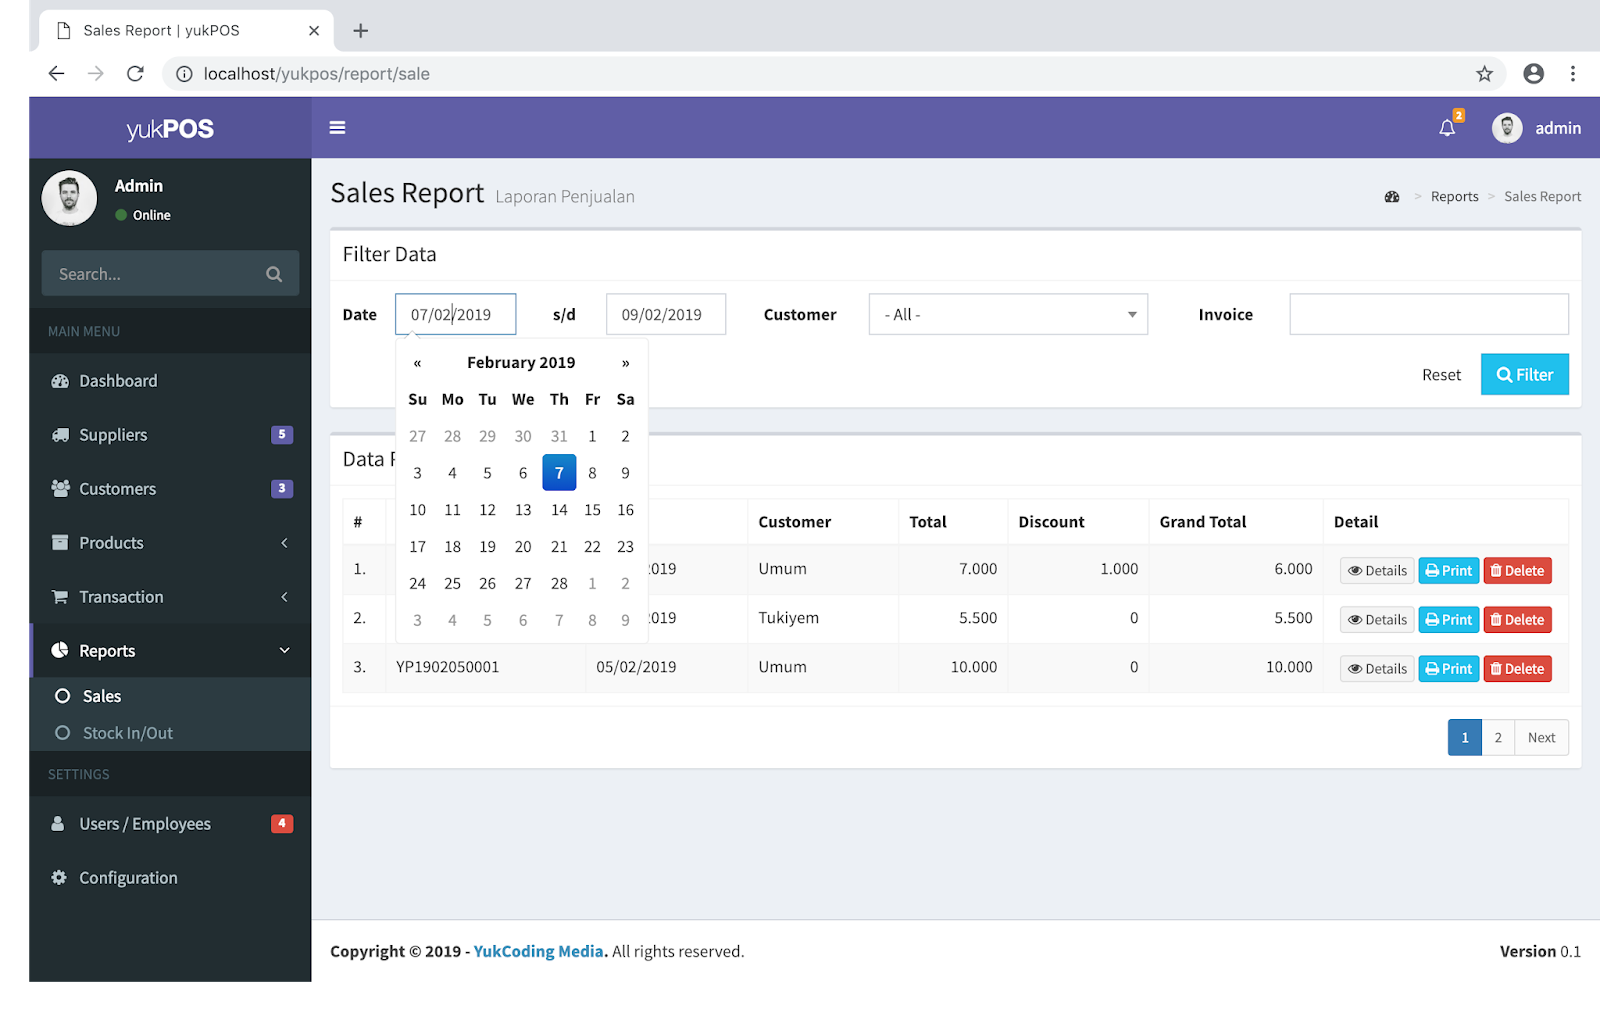 Sales Report | yukPOS
localhost/yukpos/report/sale
yukPOS
2
admin
Admin
Online
Search...
MAIN MENU
Dashboard
Suppliers 5
Customers 3
Products
Transaction
Reports
Sales
Stock In/Out
SETTINGS
Users / Employees 4
Configuration
Sales Report Laporan Penjualan
> Reports > Sales Report
Filter Data
Date 07/02/2019 s/d 09/02/2019 Customer - All - Invoice
Reset Filter
« February 2019 »
Su Mo Tu We Th Fr Sa
27 28 29 30 31 1 2
3 4 5 6 7 8 9
10 11 12 13 14 15 16
17 18 19 20 21 22 23
24 25 26 27 28 1 2
3 4 5 6 7 8 9
Data
# Customer Total Discount Grand Total Detail
1. 2019 Umum 7.000 1.000 6.000 Details Print Delete
2. 2019 Tukiyem 5.500 0 5.500 Details Print Delete
3. YP1902050001 05/02/2019 Umum 10.000 0 10.000 Details Print Delete
1 2 Next
Copyright © 2019 - YukCoding Media. All rights reserved.
Version 0.1